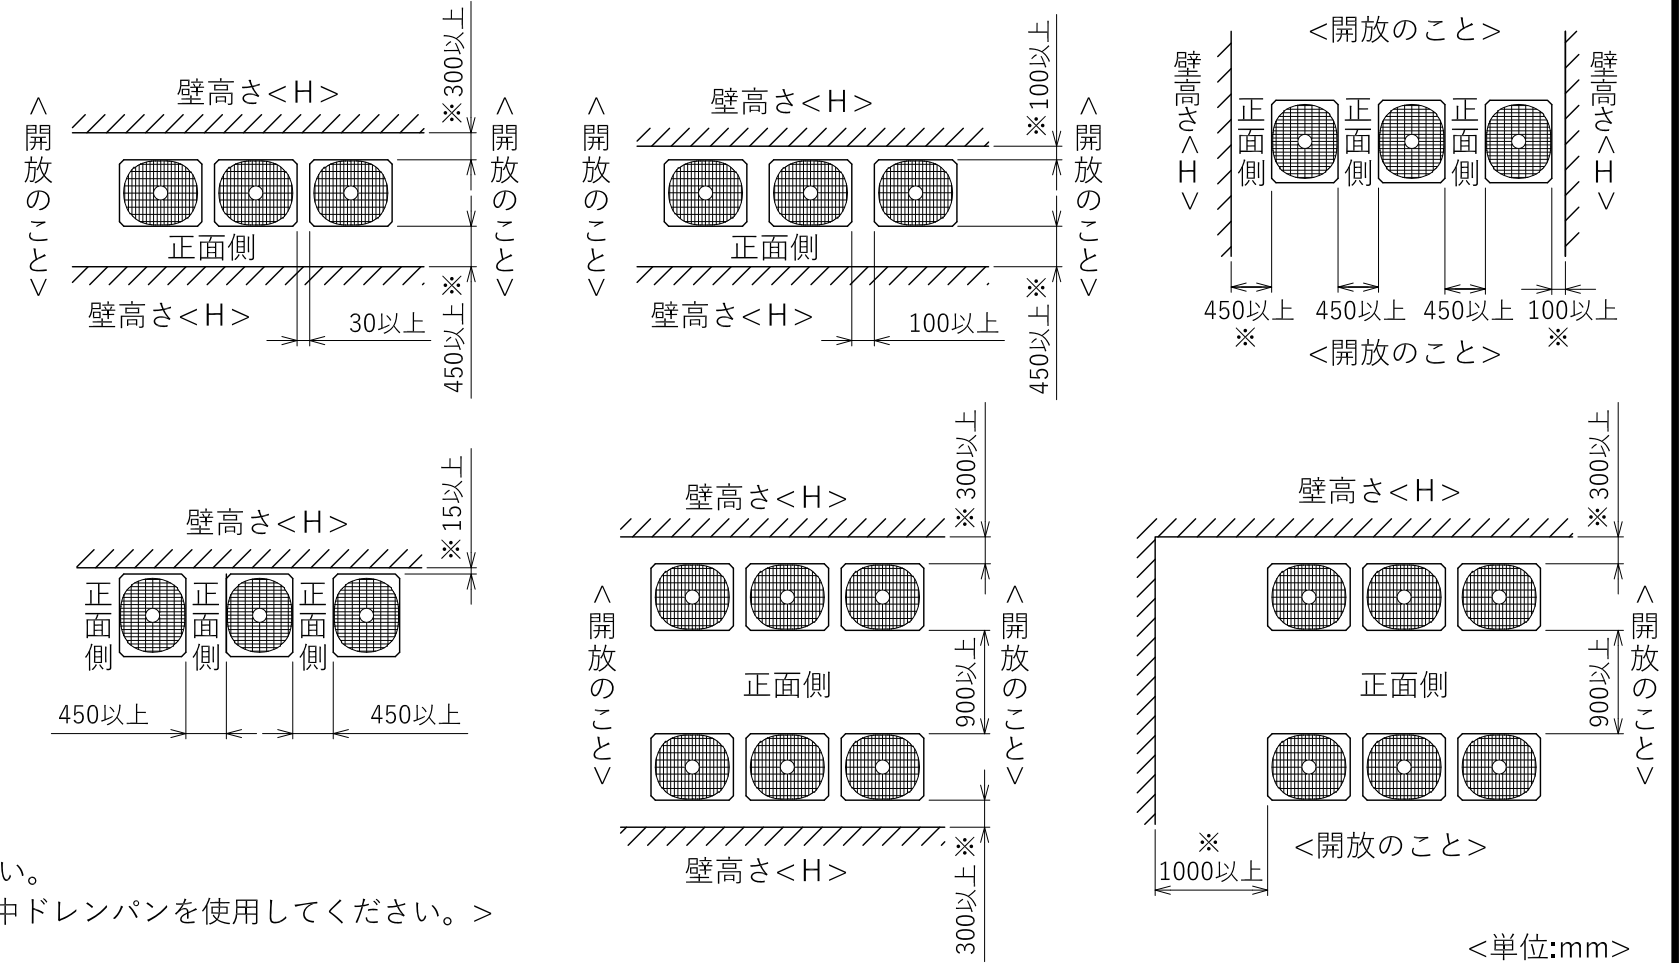 壁高さ<H>
※300以上
<開放のこと>
<開放のこと>
正面側
壁高さ<H>
30以上
450以上※
壁高さ<H>
※100以上
<開放のこと>
<開放のこと>
正面側
壁高さ<H>
100以上
450以上※
<開放のこと>
壁高さ<H>
正面側
正面側
正面側
壁高さ<H>
450以上
※
450以上
450以上
100以上
※
<開放のこと>
壁高さ<H>
※15以上
正面側
正面側
正面側
450以上
450以上
壁高さ<H>
※300以上
<開放のこと>
正面側
900以上
<開放のこと>
壁高さ<H>
300以上※
壁高さ<H>
※300以上
正面側
900以上
<開放のこと>
※
1000以上
<開放のこと>
い。
中ドレンパンを使用してください。>
<単位:mm>